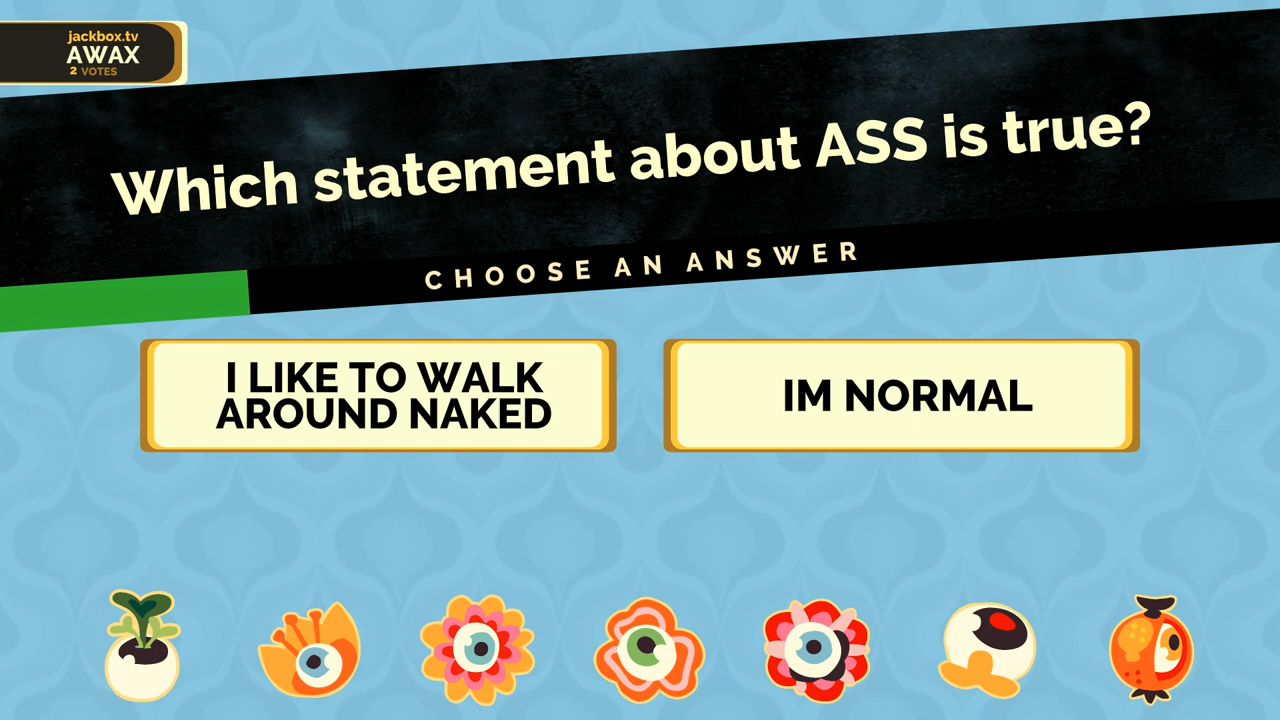 jackbox.tv
AWAX
2 VOTES
Which statement about ASS is true?
CHOOSE AN ANSWER
I LIKE TO WALK
AROUND NAKED
IM NORMAL